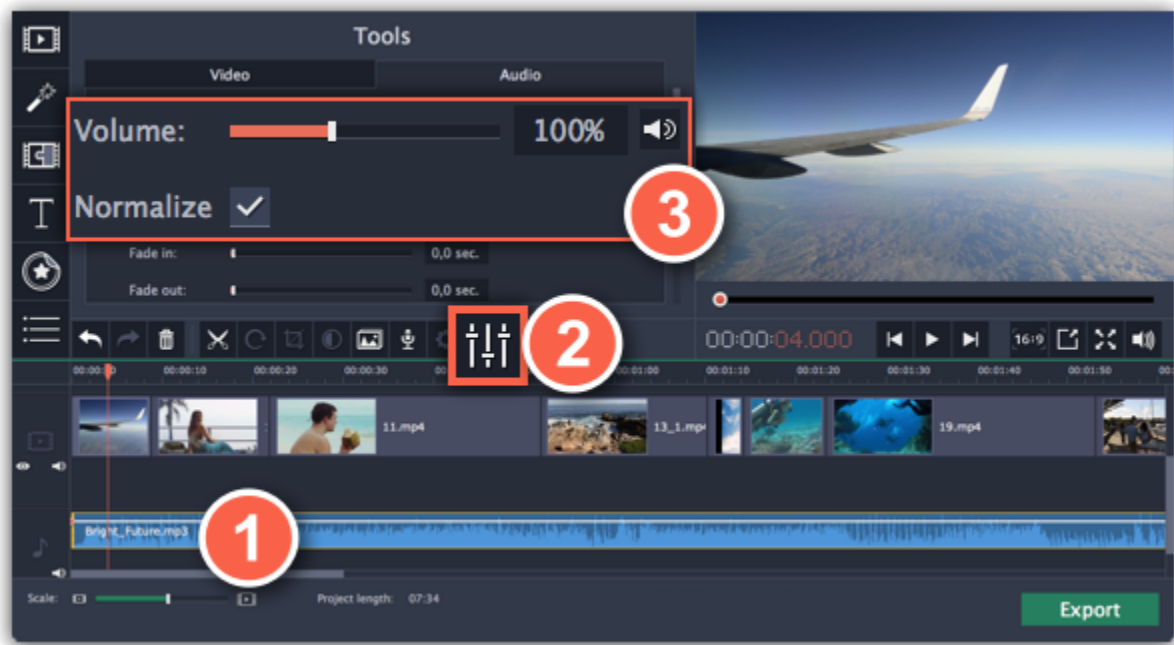 Tools
Video Audio
Volume: 100%
Normalize
3
Fade in: 0,0 sec.
Fade out: 0,0 sec.
T
2
00:00:04.000
16:9
00:00:10 00:00:20 00:00:30 00:01:00 00:01:10 00:01:20 00:01:30 00:01:40 00:01:50
11.mp4 13_1.mp4 19.mp4
1
Bright_Future.mp3
Scale: Project length: 07:34
Export